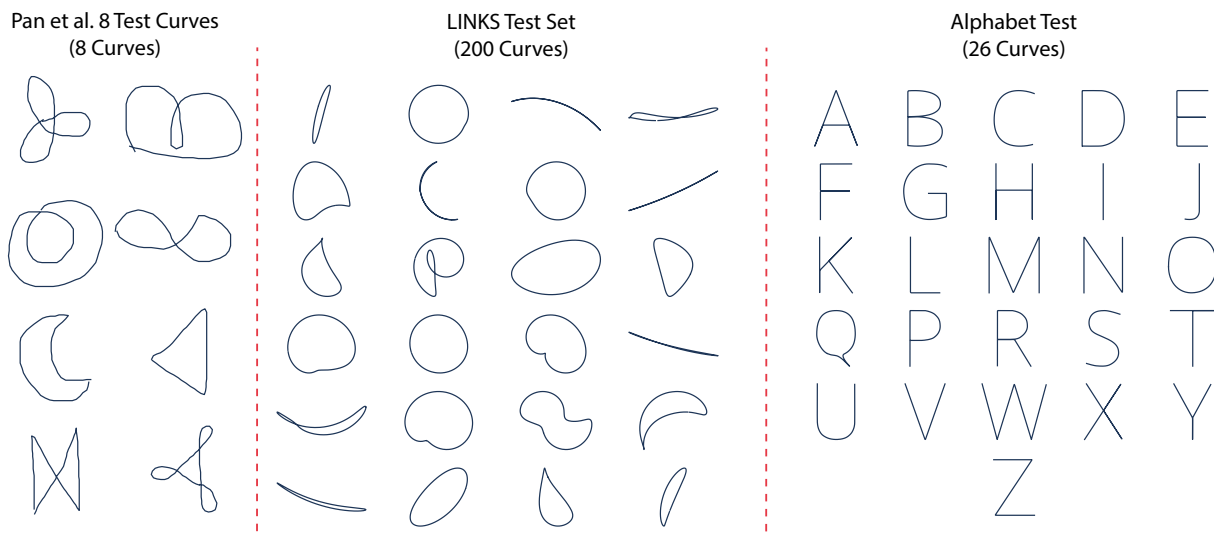 Pan et al. 8 Test Curves
(8 Curves)
LINKS Test Set
(200 Curves)
Alphabet Test
(26 Curves)
A B C D E
F G H I J
K L M N O
Q P R S T
U V W X Y
Z